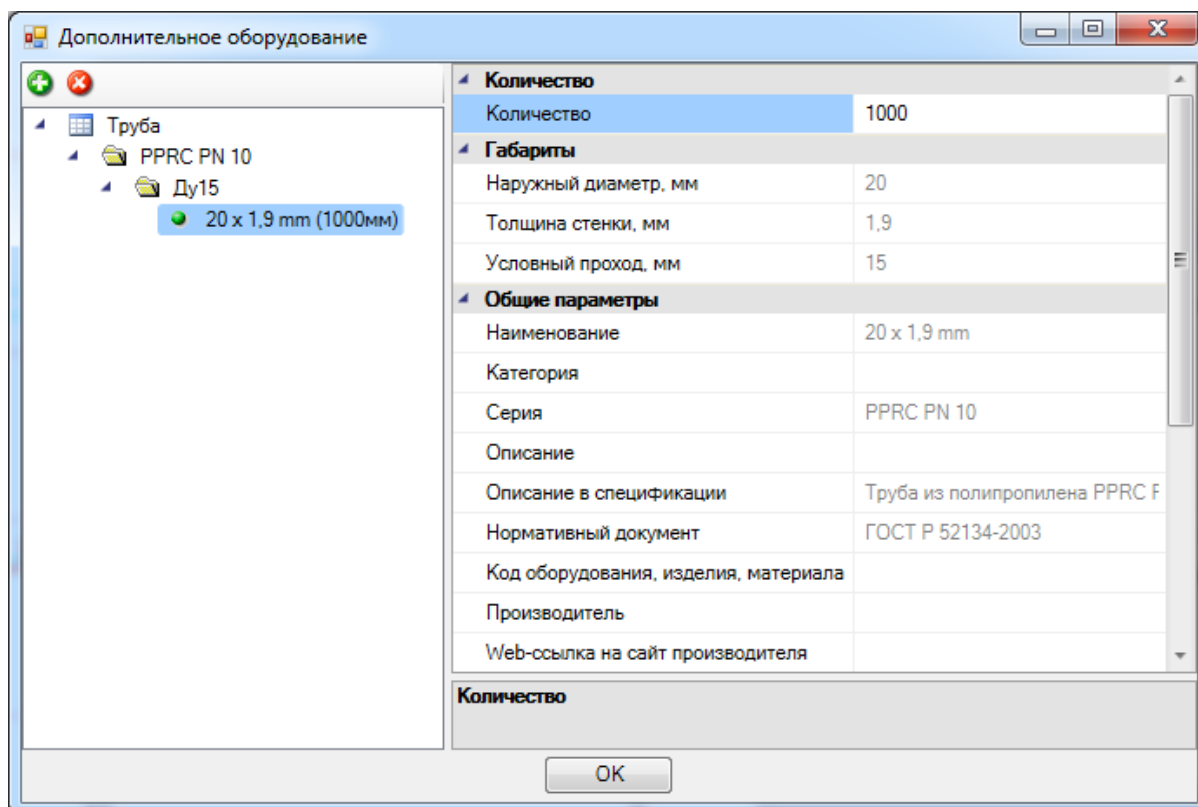 Дополнительное оборудование
Труба
PPRC PN 10
Ду15
20 x 1,9 mm (1000мм)
Количество
Количество 1000
Габариты
Наружный диаметр, мм 20
Толщина стенки, мм 1,9
Условный проход, мм 15
Общие параметры
Наименование 20 x 1,9 mm
Категория
Серия PPRC PN 10
Описание
Описание в спецификации Труба из полипропилена PPRC
Нормативный документ ГОСТ Р 52134-2003
Код оборудования, изделия, материала
Производитель
Web-ссылка на сайт производителя
Количество
OK